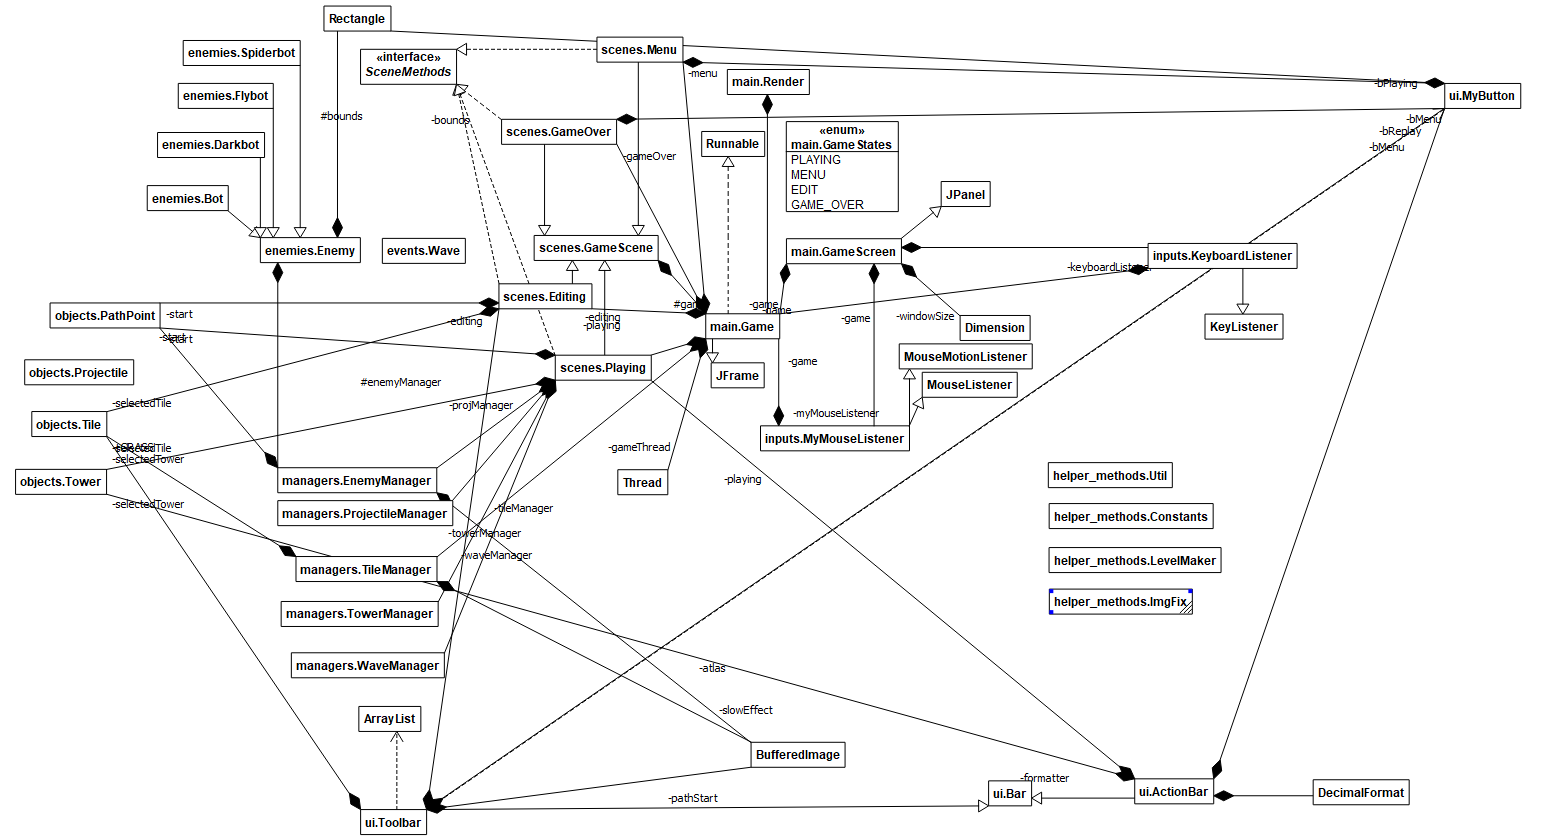 Rectangle
enemies.Spiderbot
«interface»
SceneMethods
scenes.Menu
-menu
main.Render
-bPlaying
ui.MyButton
enemies.Flybot
#bounds
-bounds
scenes.GameOver
-gameOver
Runnable
«enum»
main.GameStates
PLAYING
MENU
EDIT
GAME_OVER
-bMenu
-bReplay
-bMenu
enemies.Darkbot
enemies.Bot
JPanel
enemies.Enemy
events.Wave
scenes.GameScene
main.GameScreen
inputs.KeyboardListener
-keyboardListener
scenes.Editing
-game
-game
objects.PathPoint
-start
-editing
-editing
-playing
main.Game
-game
-windowSize
Dimension
KeyListener
-start
-start
scenes.Playing
-game
MouseMotionListener
objects.Projectile
#enemyManager
JFrame
MouseListener
-selectedTile
-projManager
-myMouseListener
objects.Tile
inputs.MyMouseListener
-selectedTile
-selectedTower
-gameThread
objects.Tower
managers.EnemyManager
Thread
-playing
helper_methods.Util
-selectedTower
managers.ProjectileManager
-tileManager
helper_methods.Constants
-towerManager
-waveManager
managers.TileManager
helper_methods.LevelMaker
managers.TowerManager
helper_methods.ImgFix
managers.WaveManager
-atlas
ArrayList
-slowEffect
BufferedImage
-formatter
-pathStart
ui.Bar
ui.ActionBar
DecimalFormat
ui.Toolbar